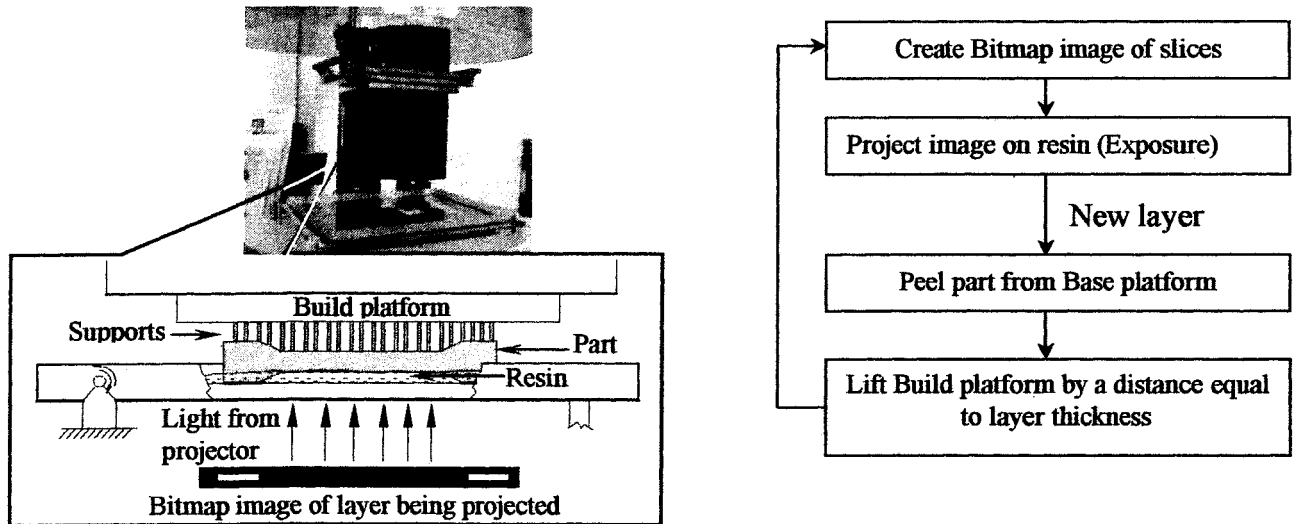 Build platform
Supports
Part
Resin
Light from
projector
Bitmap image of layer being projected
Create Bitmap image of slices
Project image on resin (Exposure)
New layer
Peel part from Base platform
Lift Build platform by a distance equal
to layer thickness